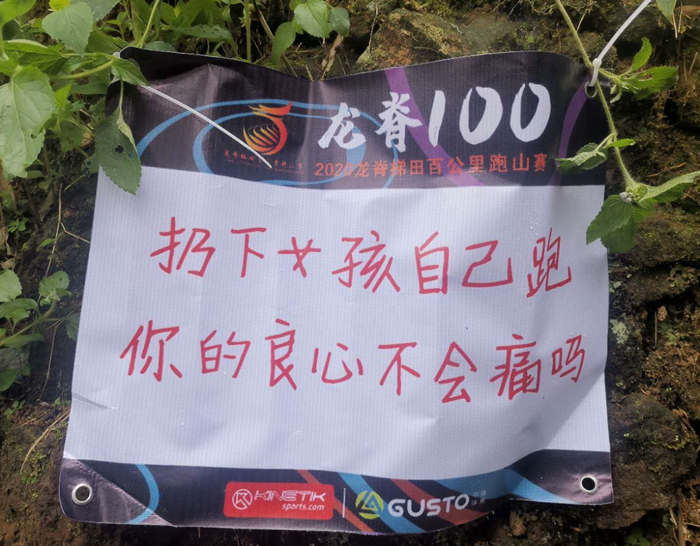 龙脊100
2020龙脊梯田百公里跑山赛
扔下女孩自己跑
你的良心不会痛吗
KINETIK
sports.com
GUSTO